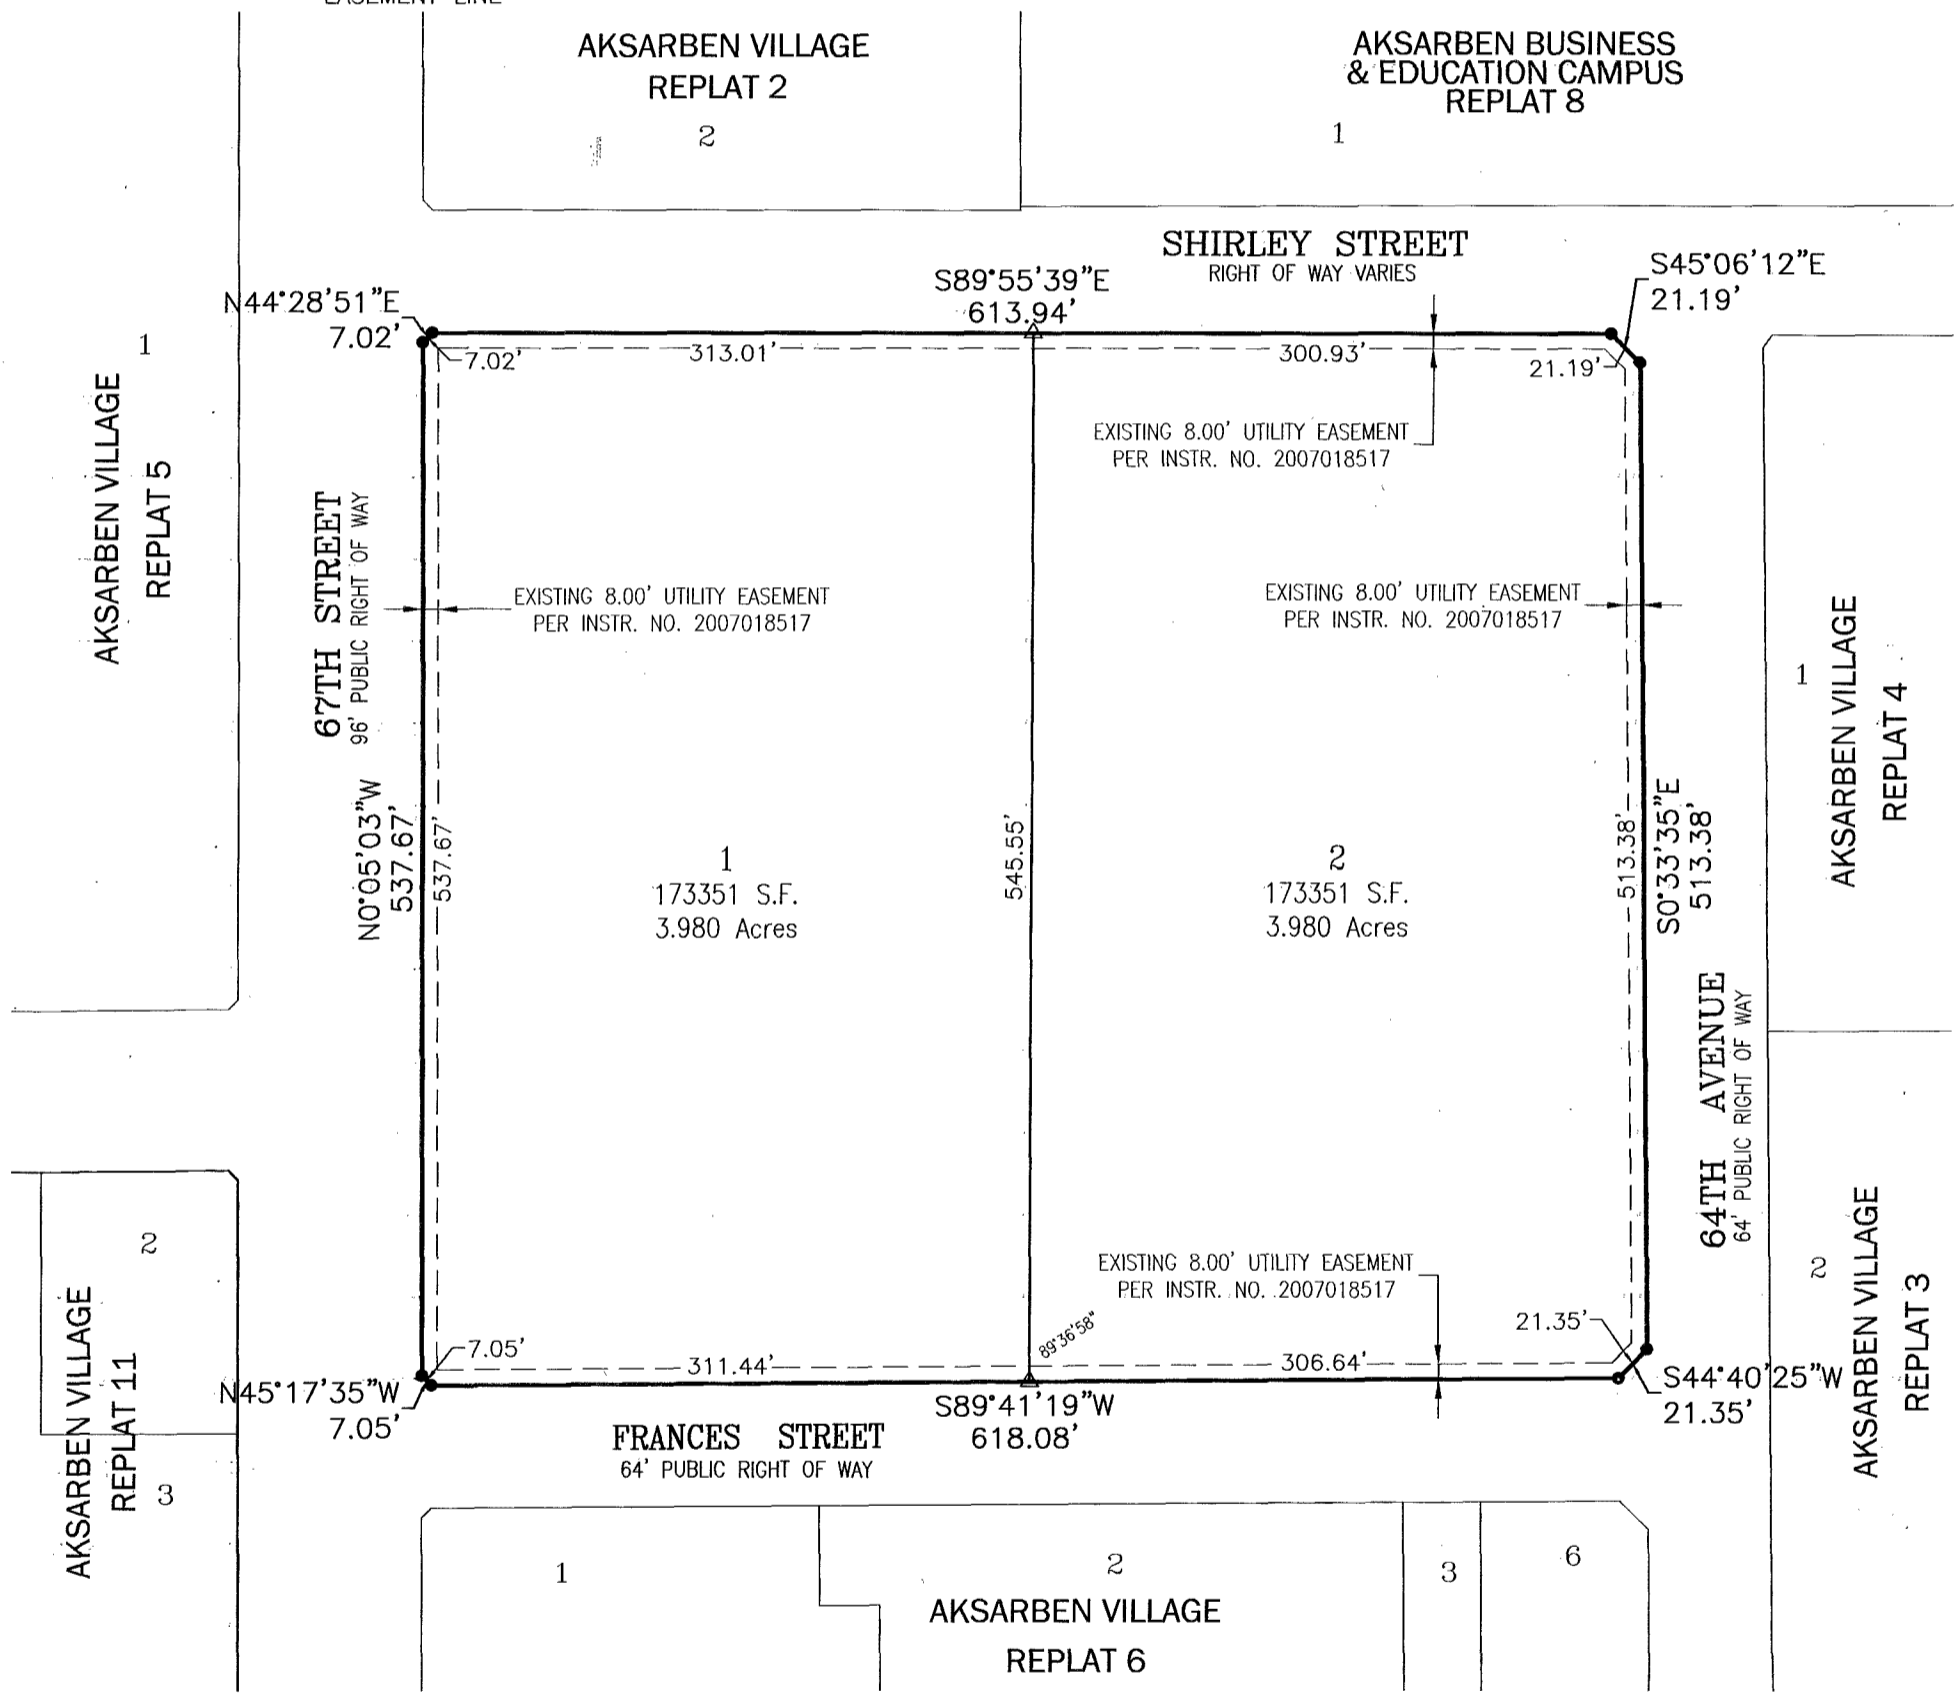 EASEMENT LINE
AKSARBEN VILLAGE
REPLAT 2
2
AKSARBEN BUSINESS
& EDUCATION CAMPUS
REPLAT 8
1
SHIRLEY STREET
RIGHT OF WAY VARIES
S89°55'39"E
613.94'
S45°06'12"E
21.19'
N44°28'51"E
7.02'
7.02'
313.01'
300.93'
21.19'
1
AKSARBEN VILLAGE
REPLAT 5
EXISTING 8.00' UTILITY EASEMENT
PER INSTR. NO. 2007018517
67TH STREET
96' PUBLIC RIGHT OF WAY
EXISTING 8.00' UTILITY EASEMENT
PER INSTR. NO. 2007018517
EXISTING 8.00' UTILITY EASEMENT
PER INSTR. NO. 2007018517
1
AKSARBEN VILLAGE
REPLAT 4
N0°05'03"W
537.67'
537.67'
1
173351 S.F.
3.980 Acres
545.55'
2
173351 S.F.
3.980 Acres
513.38'
S0°33'35"E
513.38'
64TH AVENUE
64' PUBLIC RIGHT OF WAY
2
AKSARBEN VILLAGE
REPLAT 11
3
2
AKSARBEN VILLAGE
REPLAT 3
EXISTING 8.00' UTILITY EASEMENT
PER INSTR. NO. 2007018517
89°36'58"
21.35'
7.05'
311.44'
306.64'
N45°17'35"W
7.05'
S89°41'19"W
618.08'
S44°40'25"W
21.35'
FRANCES STREET
64' PUBLIC RIGHT OF WAY
1
2
3
6
AKSARBEN VILLAGE
REPLAT 6